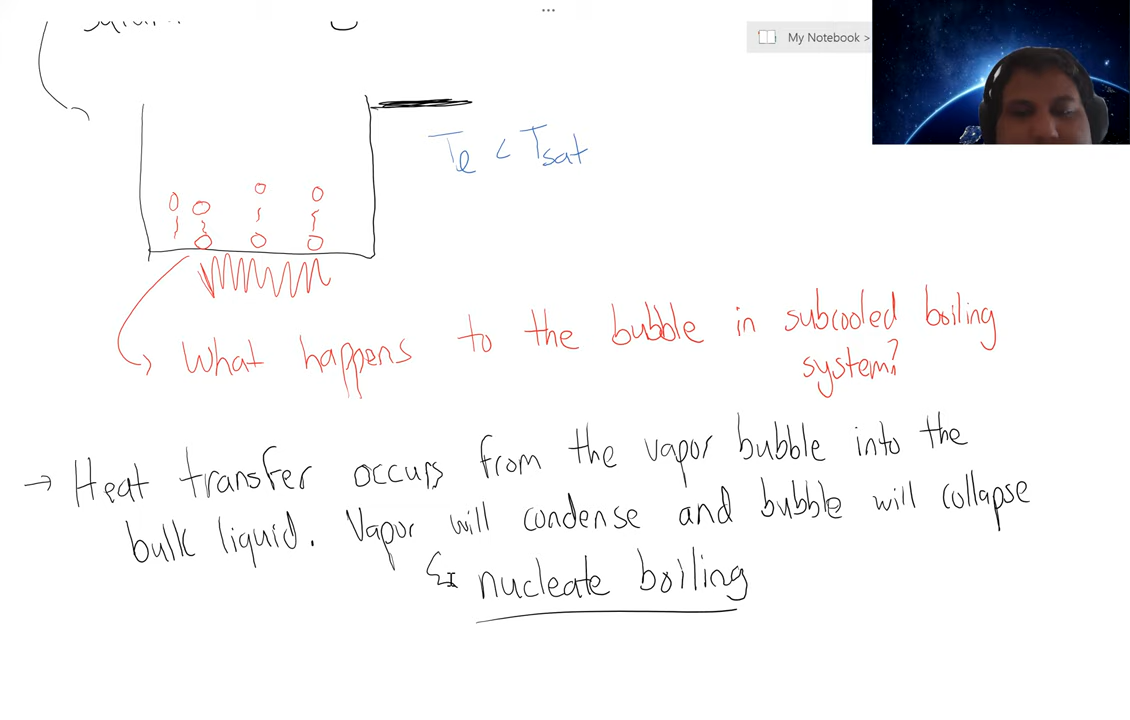 My Notebook >
Tl < Tsat
What happens to the bubble in subcooled boiling
system?
→ Heat transfer occurs from the vapor bubble into the
bulk liquid. Vapor will condense and bubble will collapse
nucleate boiling